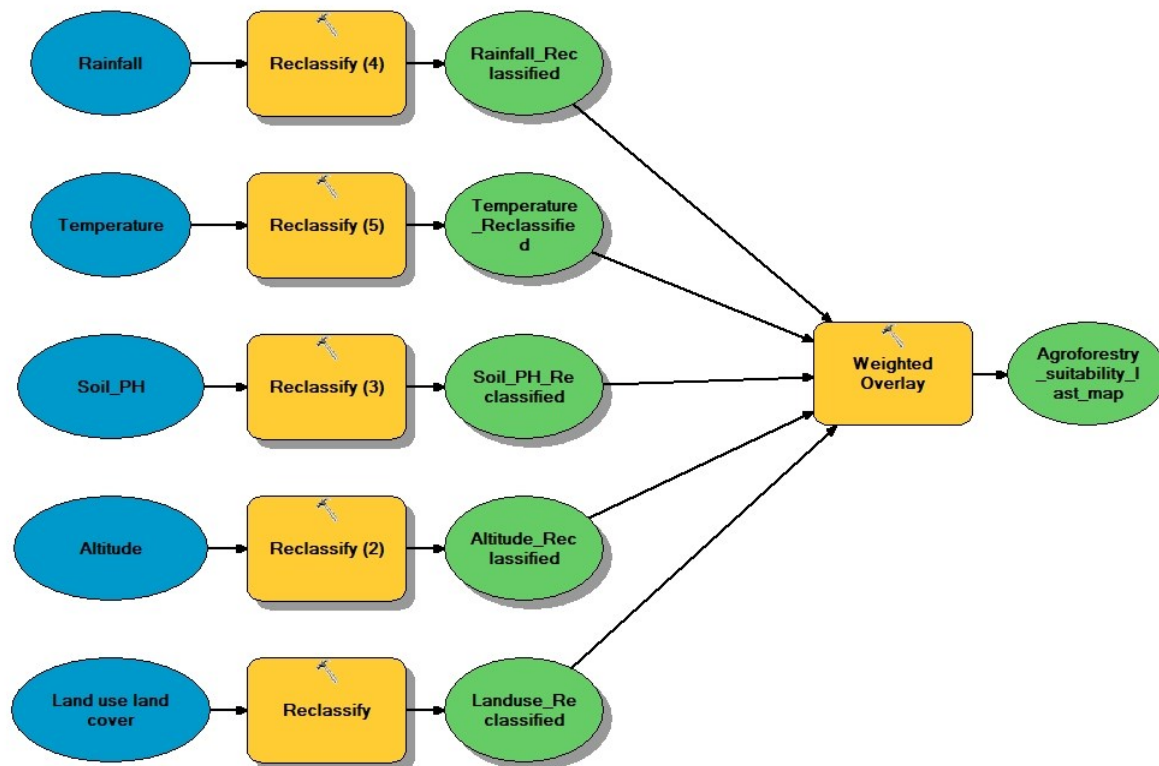 Rainfall
Reclassify (4)
Rainfall_Rec
lassified
Temperature
Reclassify (5)
Temperature
_Reclassifie
d
Soil_PH
Reclassify (3)
Soil_PH_Re
classified
Weighted
Overlay
Agroforestry
_suitability_l
ast_map
Altitude
Reclassify (2)
Altitude_Rec
lassified
Land use land
cover
Reclassify
Landuse_Re
classified